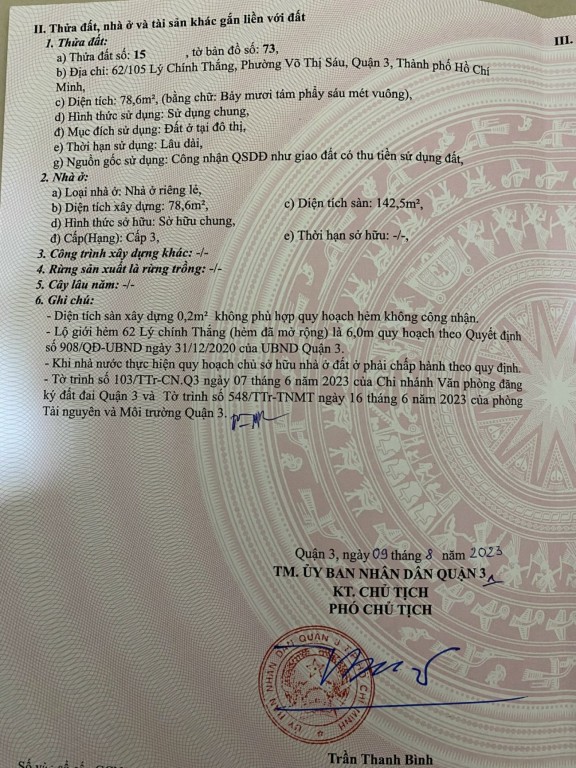 II. Thửa đất, nhà ở và tài sản khác gắn liền với đất
III.
1. Thửa đất:
a) Thửa đất số: 15 , tờ bản đồ số: 73,
b) Địa chỉ: 62/105 Lý Chính Thắng, Phường Võ Thị Sáu, Quận 3, Thành phố Hồ Chí
Minh,
c) Diện tích: 78,6m², (bằng chữ: Bảy mươi tám phẩy sáu mét vuông),
d) Hình thức sử dụng: Sử dụng chung,
đ) Mục đích sử dụng: Đất ở tại đô thị,
e) Thời hạn sử dụng: Lâu dài,
g) Nguồn gốc sử dụng: Công nhận QSDĐ như giao đất có thu tiền sử dụng đất,
2. Nhà ở:
a) Loại nhà ở: Nhà ở riêng lẻ,
b) Diện tích xây dựng: 78,6m², c) Diện tích sàn: 142,5m²,
d) Hình thức sở hữu: Sở hữu chung,
đ) Cấp(Hạng): Cấp 3, e) Thời hạn sở hữu: -/-,
3. Công trình xây dựng khác: -/-
4. Rừng sản xuất là rừng trồng: -/-
5. Cây lâu năm: -/-
6. Ghi chú:
- Diện tích sàn xây dựng 0,2m² không phù hợp quy hoạch hẻm không công nhận.
- Lộ giới hẻm 62 Lý chính Thắng (hẻm đã mở rộng) là 6,0m quy hoạch theo Quyết định
số 908/QĐ-UBND ngày 31/12/2020 của UBND Quận 3.
- Khi nhà nước thực hiện quy hoạch chủ sở hữu nhà ở đất ở phải chấp hành theo quy định.
- Tờ trình số 103/TTr-CN.Q3 ngày 07 tháng 6 năm 2023 của Chi nhánh Văn phòng đăng
ký đất đai Quận 3 và Tờ trình số 548/TTr-TNMT ngày 16 tháng 6 năm 2023 của phòng
Tài nguyên và Môi trường Quận 3.
Quận 3, ngày 09 tháng 8 năm 2023
TM. ỦY BAN NHÂN DÂN QUẬN 3
KT. CHỦ TỊCH
PHÓ CHỦ TỊCH
Trần Thanh Bình